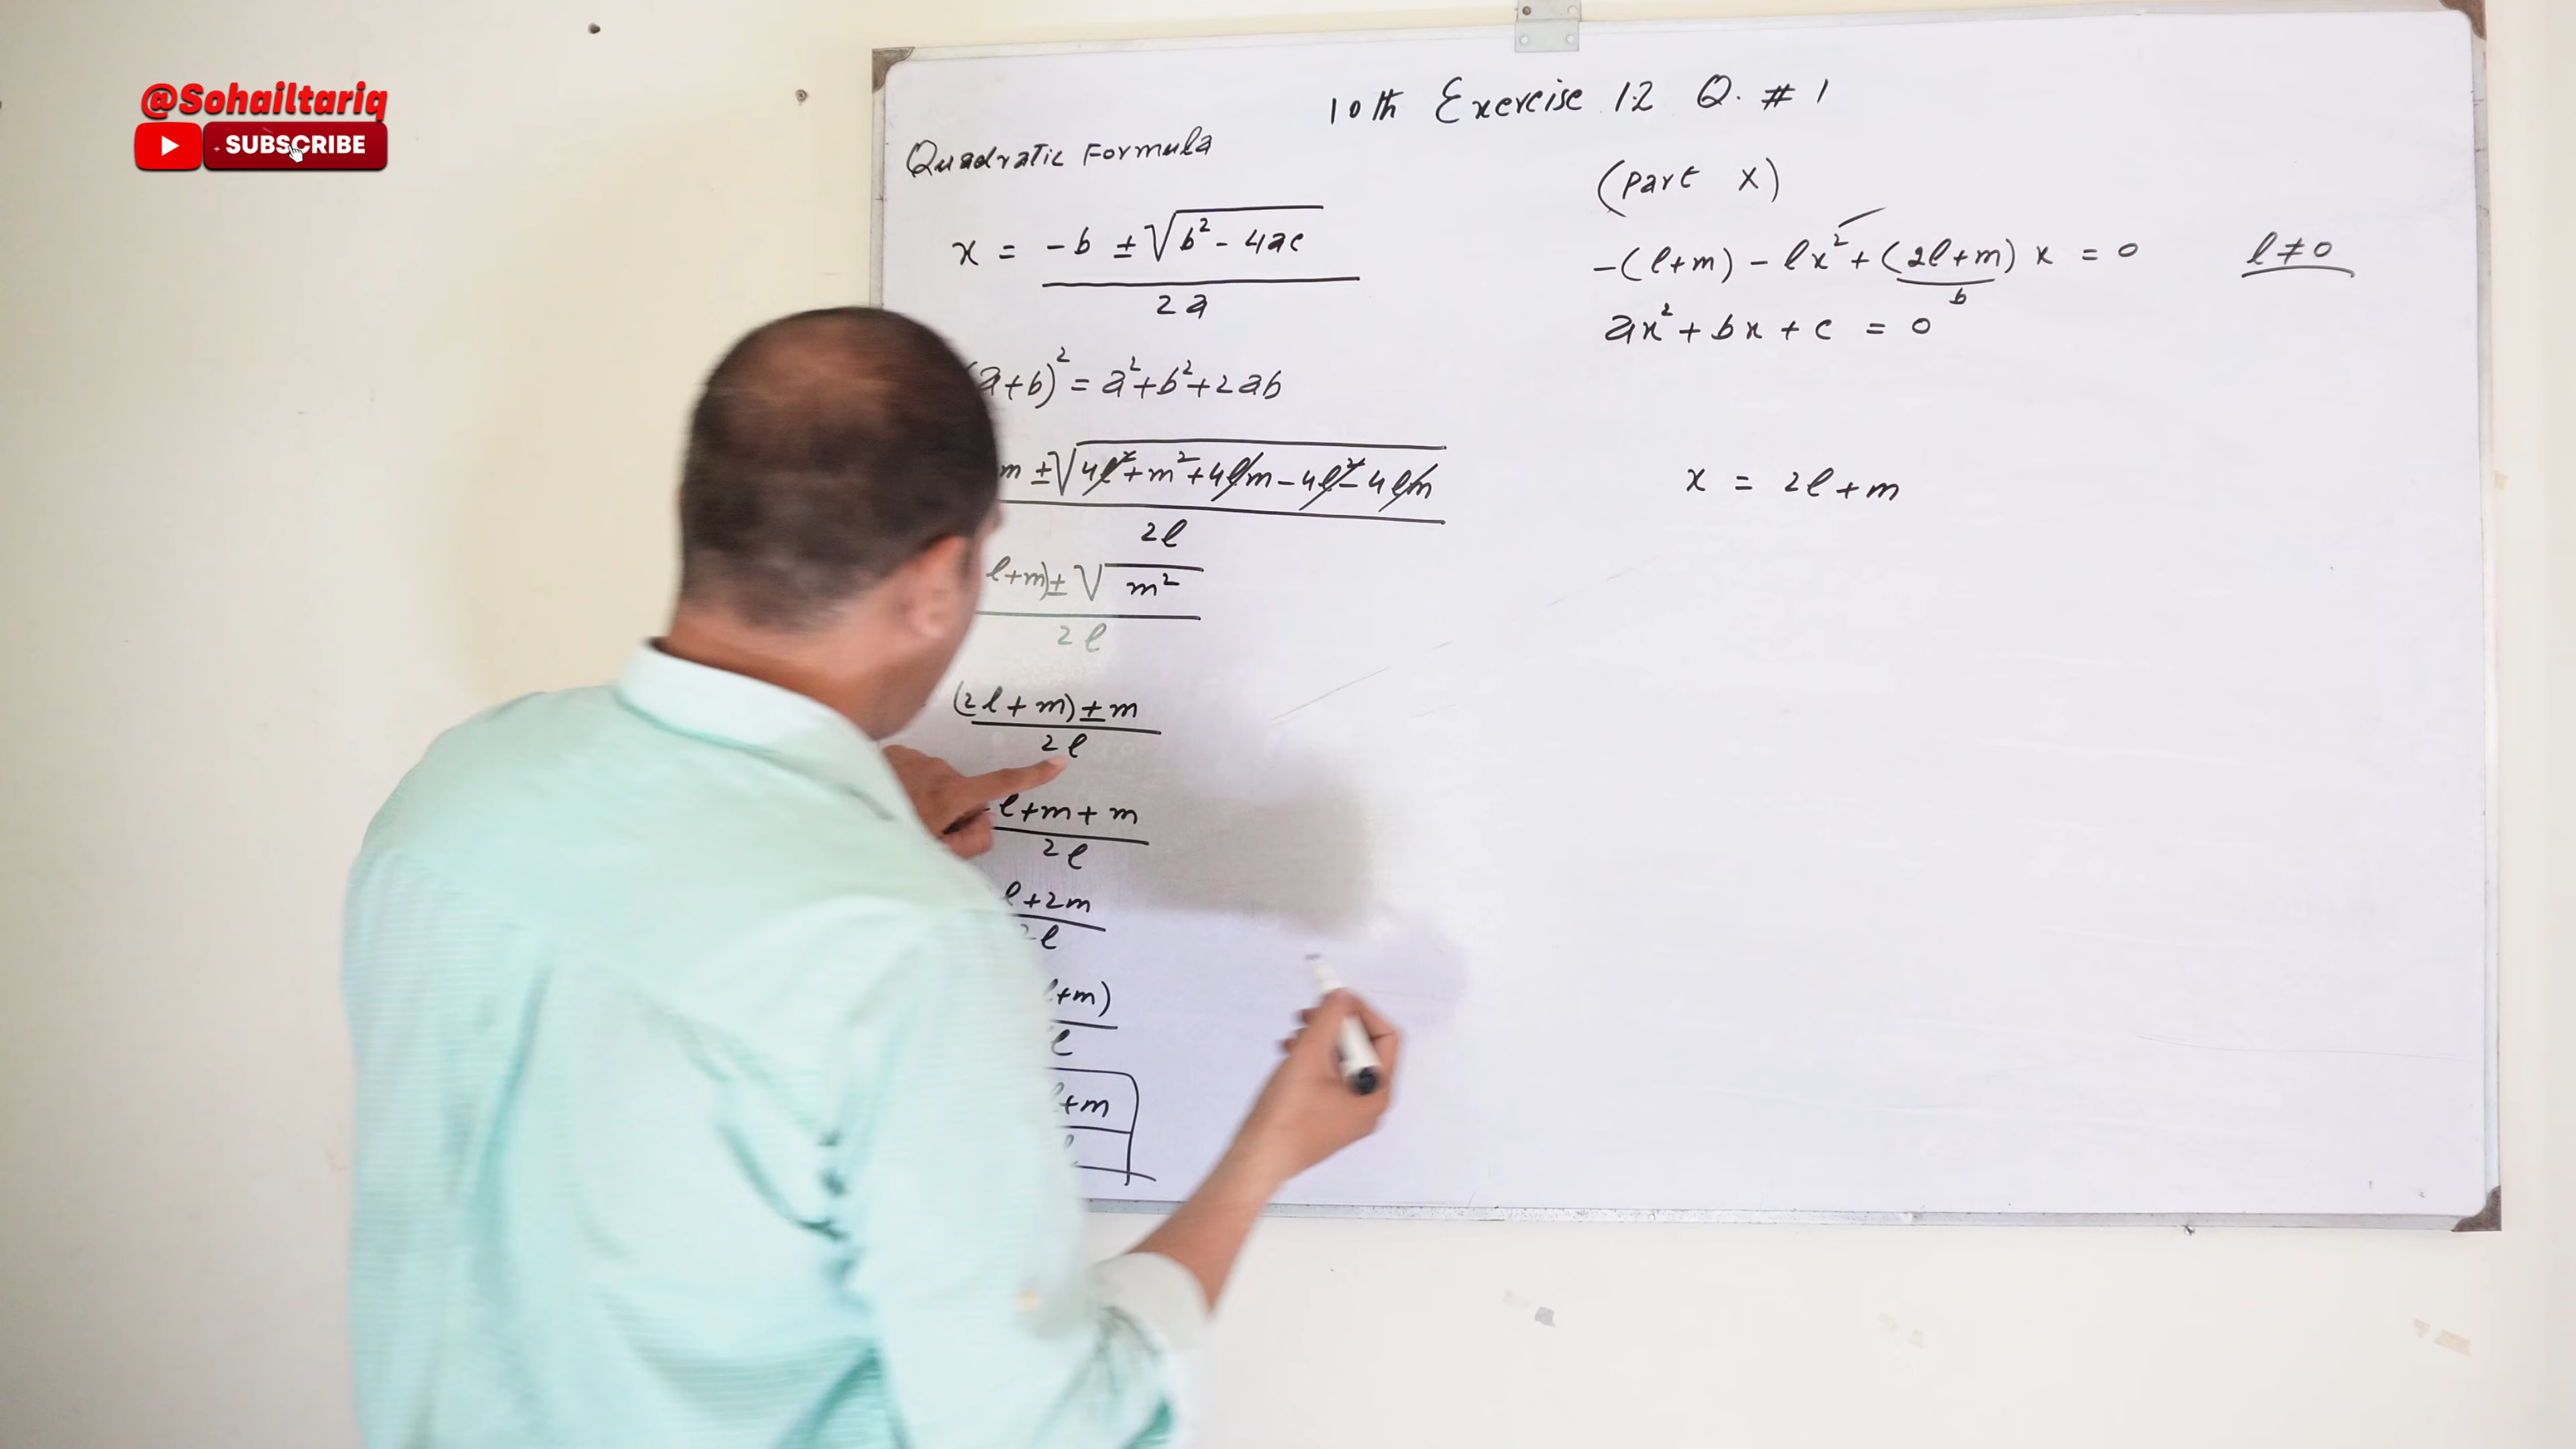 @Sohailtariq
SUBSCRIBE
10th Exercise 1.2 Q. # 1
Quadratic Formula
x = -b ± √b² - 4ac
2a
a+b)² = a²+b²+2ab
m ± √4l²+m²+4lm-4l²-4lm
2l
l+m)± √m²
2l
(2l+m)±m
2l
l+m+m
2l
l+2m
2l
+m)
l
l+m
(Part X)
-(l+m) - lx² + (2l+m) x = 0 l≠0
b
ax² + bx + c = 0
x = 2l+m